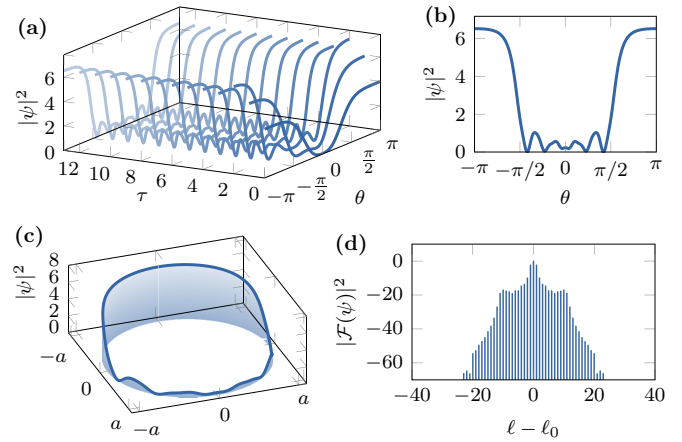 (a)
|ψ|²
6
4
2
0
12 10 8 6 4 2 0
τ
−π −π/2 0 π/2 π
θ
(b)
|ψ|²
6
4
2
0
−π −π/2 0 π/2 π
θ
(c)
|ψ|²
8
6
4
2
0
−a 0 a
−a 0 a
(d)
|ℱ(ψ)|²
0
−20
−40
−60
−40 −20 0 20 40
ℓ − ℓ₀